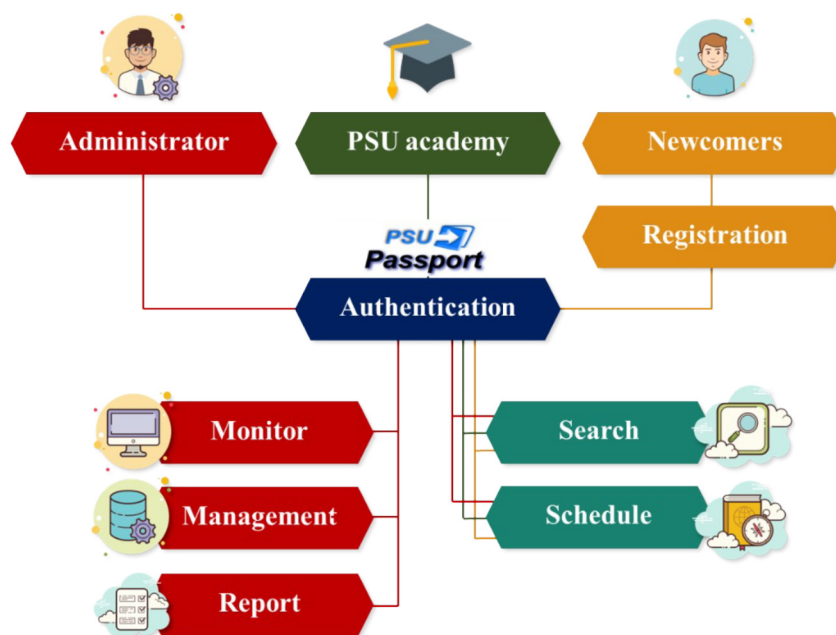 Administrator
PSU academy
Newcomers
Registration
PSU
Passport
Authentication
Monitor
Search
Management
Schedule
Report